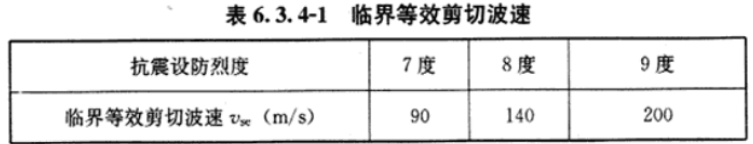 表 6.3.4-1 临界等效剪切波速
抗震设防烈度 7 度 8 度 9 度
临界等效剪切波速 vse (m/s) 90 140 200